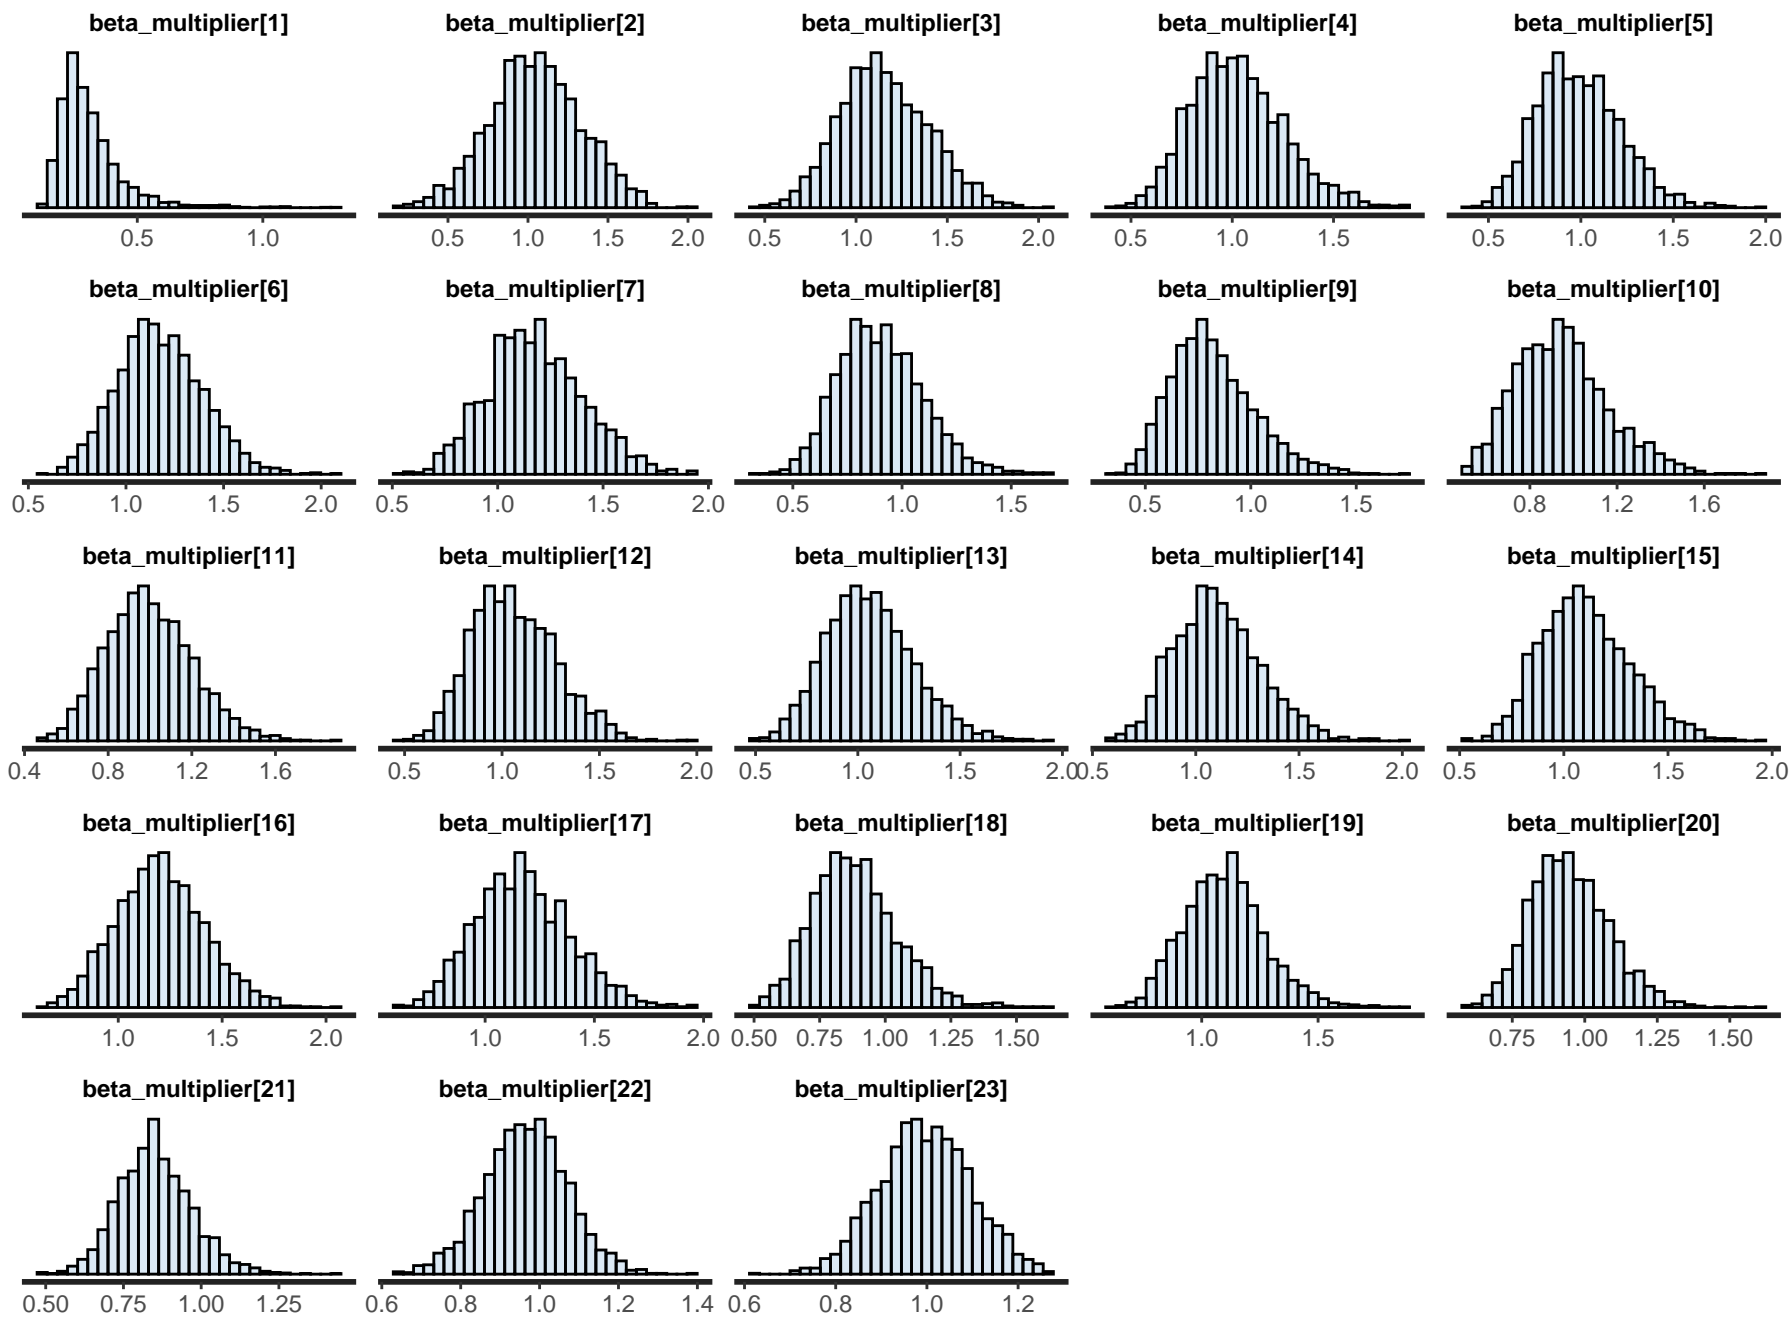 beta_multiplier[1] beta_multiplier[2] beta_multiplier[3] beta_multiplier[4] beta_multiplier[5]
0.5 1.0 0.5 1.0 1.5 2.0 0.5 1.0 1.5 2.0 0.5 1.0 1.5 0.5 1.0 1.5 2.0
beta_multiplier[6] beta_multiplier[7] beta_multiplier[8] beta_multiplier[9] beta_multiplier[10]
0.5 1.0 1.5 2.0 0.5 1.0 1.5 2.0 0.5 1.0 1.5 0.5 1.0 1.5 0.8 1.2 1.6
beta_multiplier[11] beta_multiplier[12] beta_multiplier[13] beta_multiplier[14] beta_multiplier[15]
0.4 0.8 1.2 1.6 0.5 1.0 1.5 2.0 0.5 1.0 1.5 2.0 0.5 1.0 1.5 2.0 0.5 1.0 1.5 2.0
beta_multiplier[16] beta_multiplier[17] beta_multiplier[18] beta_multiplier[19] beta_multiplier[20]
1.0 1.5 2.0 1.0 1.5 2.0 0.50 0.75 1.00 1.25 1.50 1.0 1.5 0.75 1.00 1.25 1.50
beta_multiplier[21] beta_multiplier[22] beta_multiplier[23]
0.50 0.75 1.00 1.25 0.6 0.8 1.0 1.2 1.4 0.6 0.8 1.0 1.2